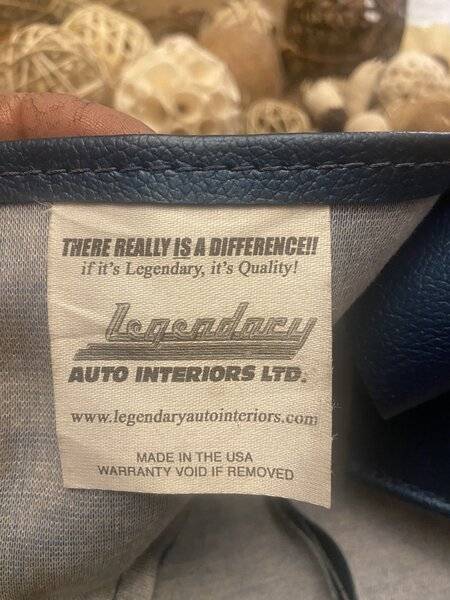 THERE REALLY IS A DIFFERENCE!!
if it's Legendary, it's Quality!
Legendary
AUTO INTERIORS LTD.
www.legendaryautointeriors.com
MADE IN THE USA
WARRANTY VOID IF REMOVED